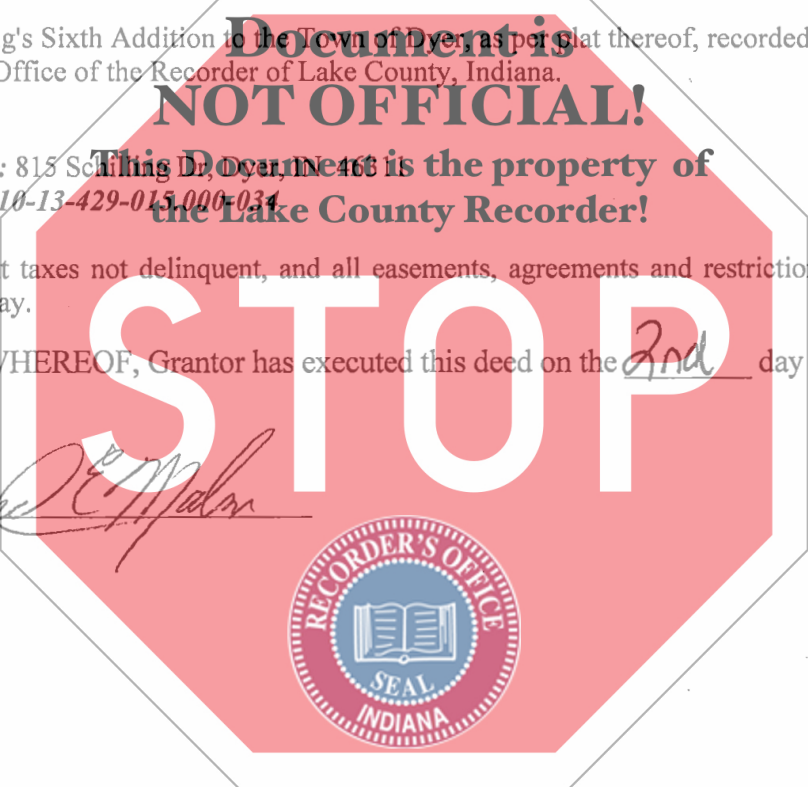 Document is
g's Sixth Addition to the Town of Dyer, as per plat thereof, recorded
Office of the Recorder of Lake County, Indiana.
NOT OFFICIAL!
: 815 Schilling Dr, Dyer, IN 46311
This Document is the property of
10-13-429-015.000-034
the Lake County Recorder!
t taxes not delinquent, and all easements, agreements and restriction
ay.
WHEREOF, Grantor has executed this deed on the 2nd day
STOP
RECORDER'S OFFICE
SEAL
INDIANA